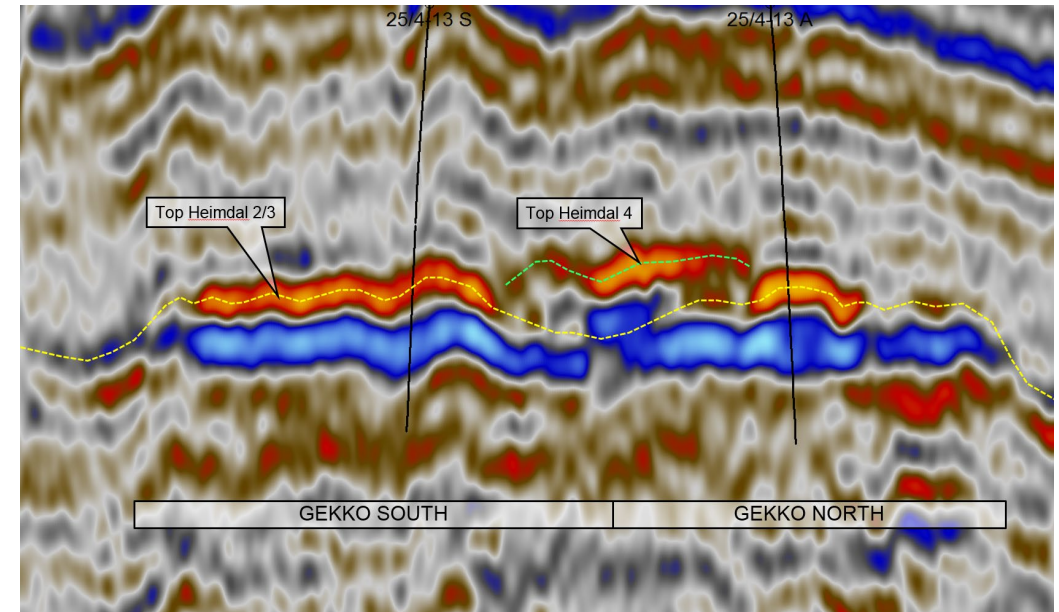 25/4-13 S
25/4-13 A
Top Heimdal 2/3
Top Heimdal 4
GEKKO SOUTH
GEKKO NORTH